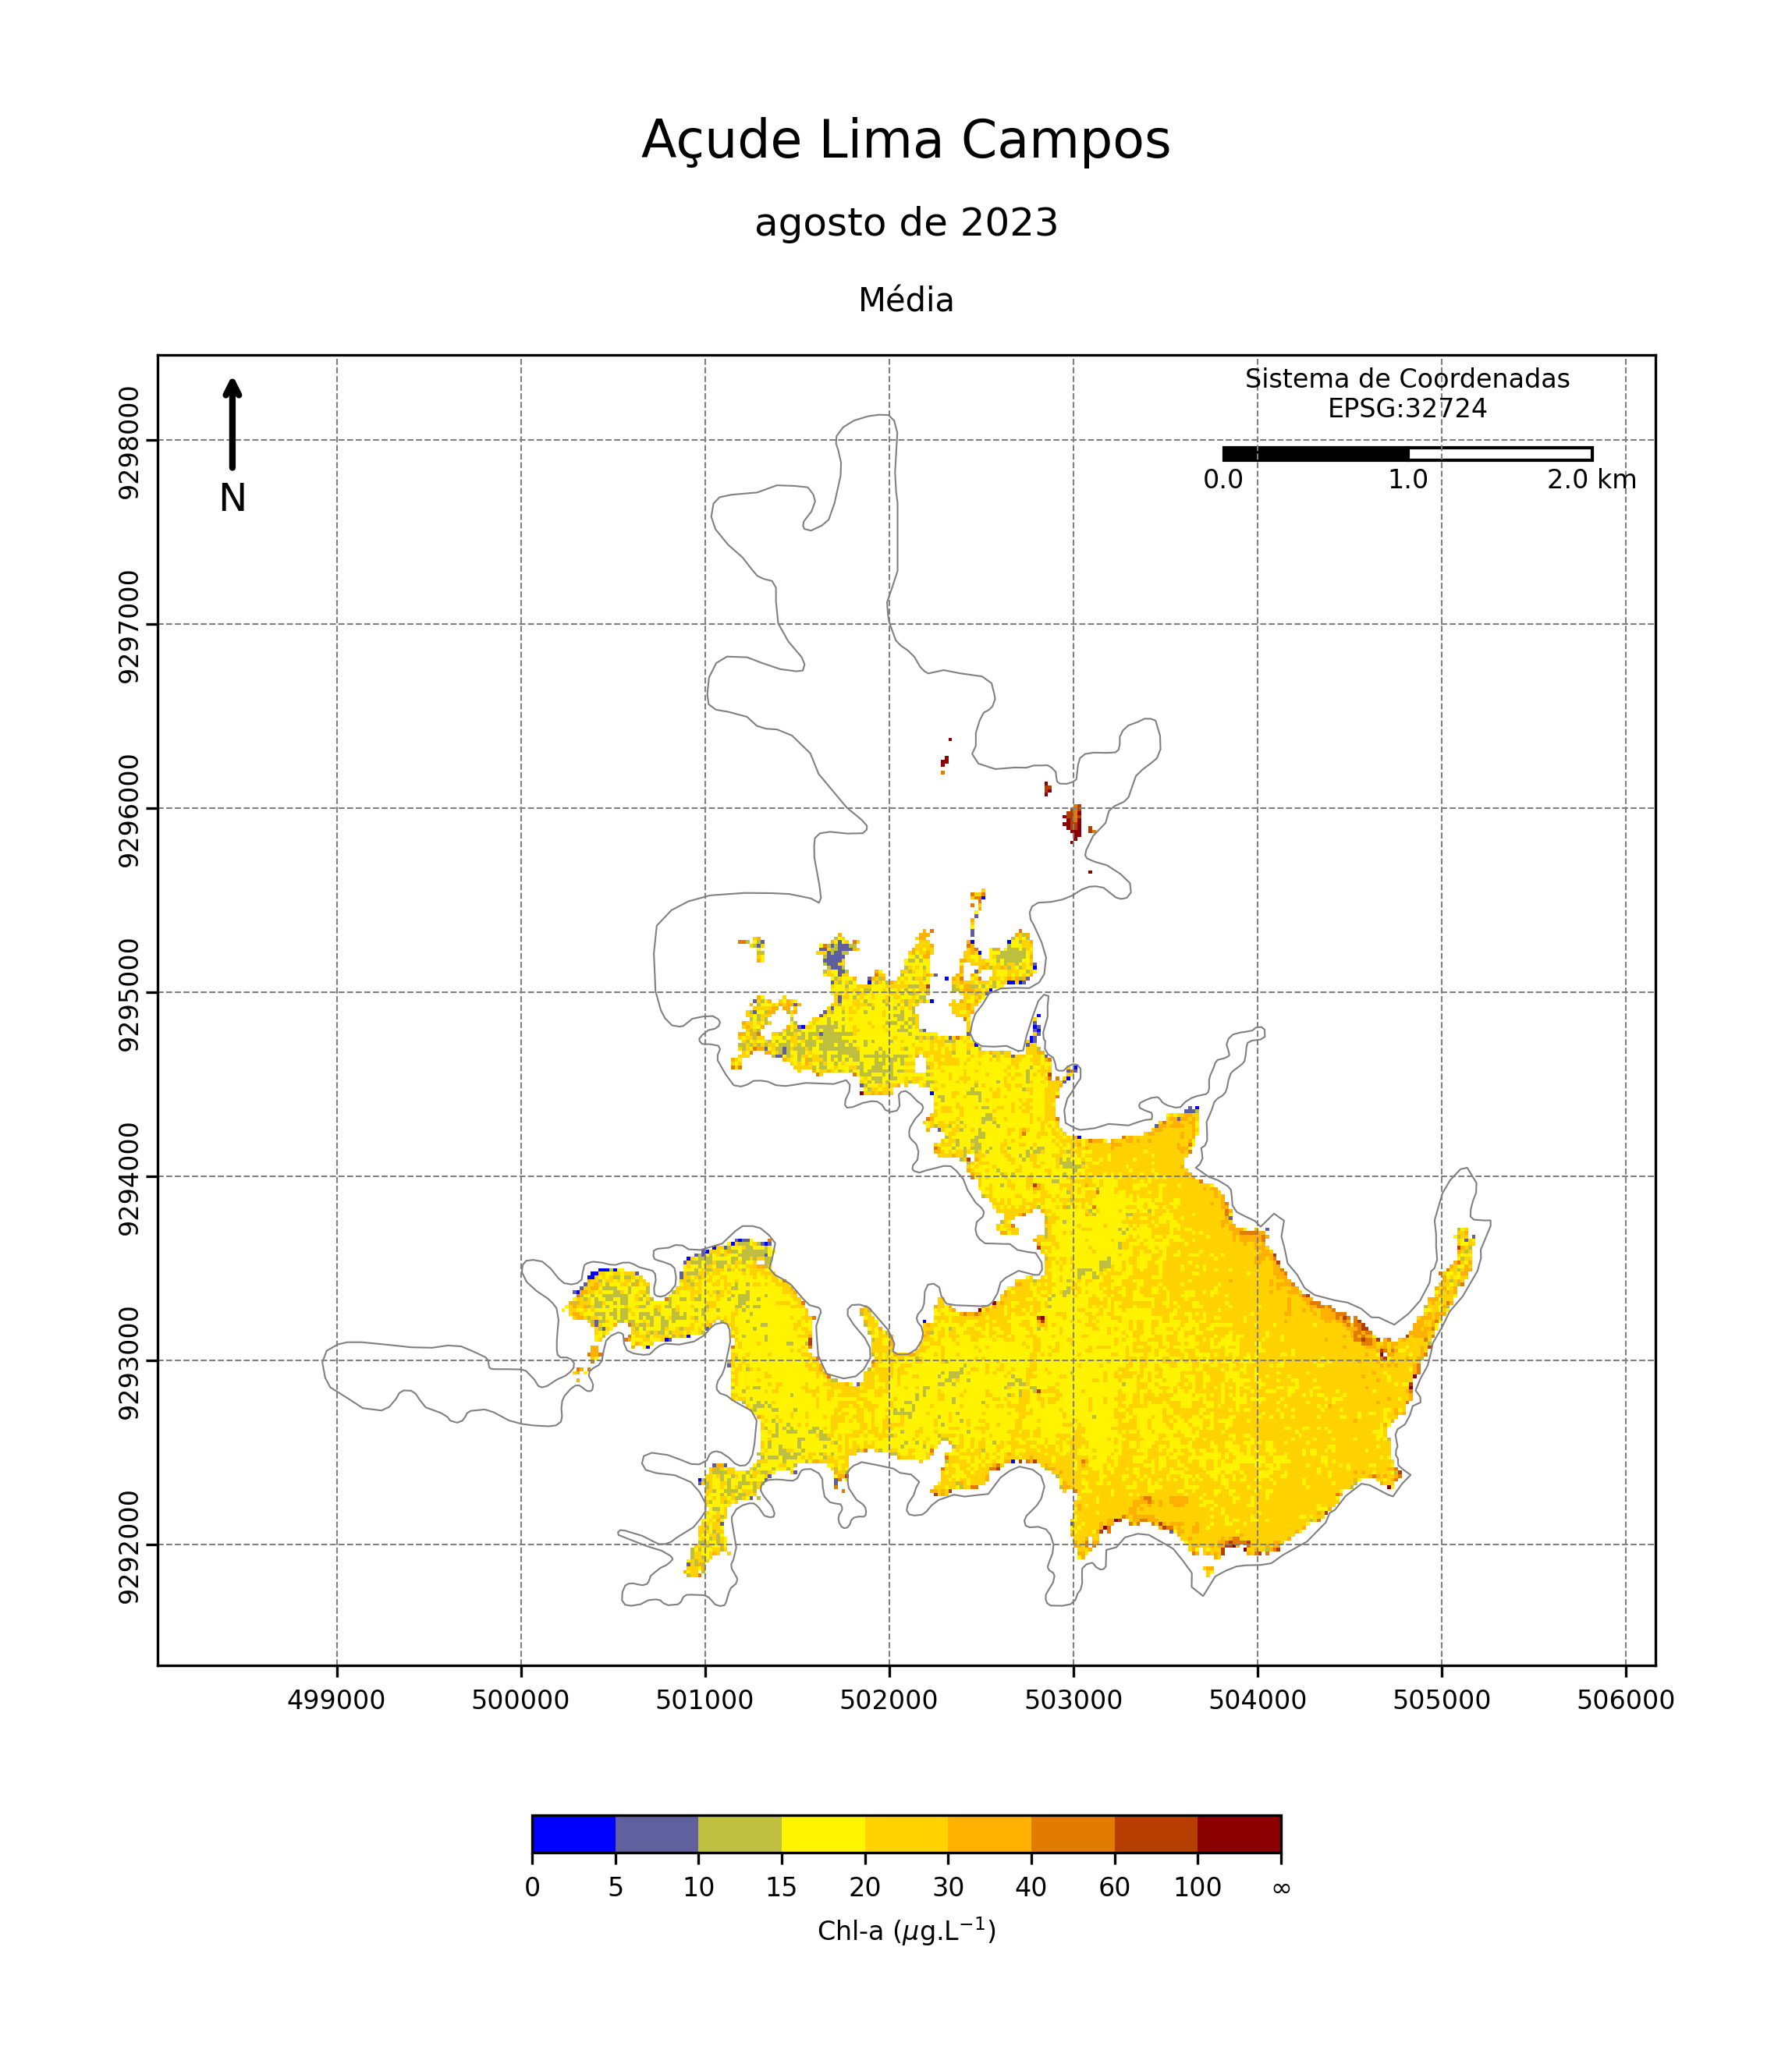 Açude Lima Campos
agosto de 2023
Média
Sistema de Coordenadas
EPSG:32724
0.0 1.0 2.0 km
N
9298000
9297000
9296000
9295000
9294000
9293000
9292000
499000 500000 501000 502000 503000 504000 505000 506000
0 5 10 15 20 30 40 60 100 ∞
Chl-a (μg.L⁻¹)